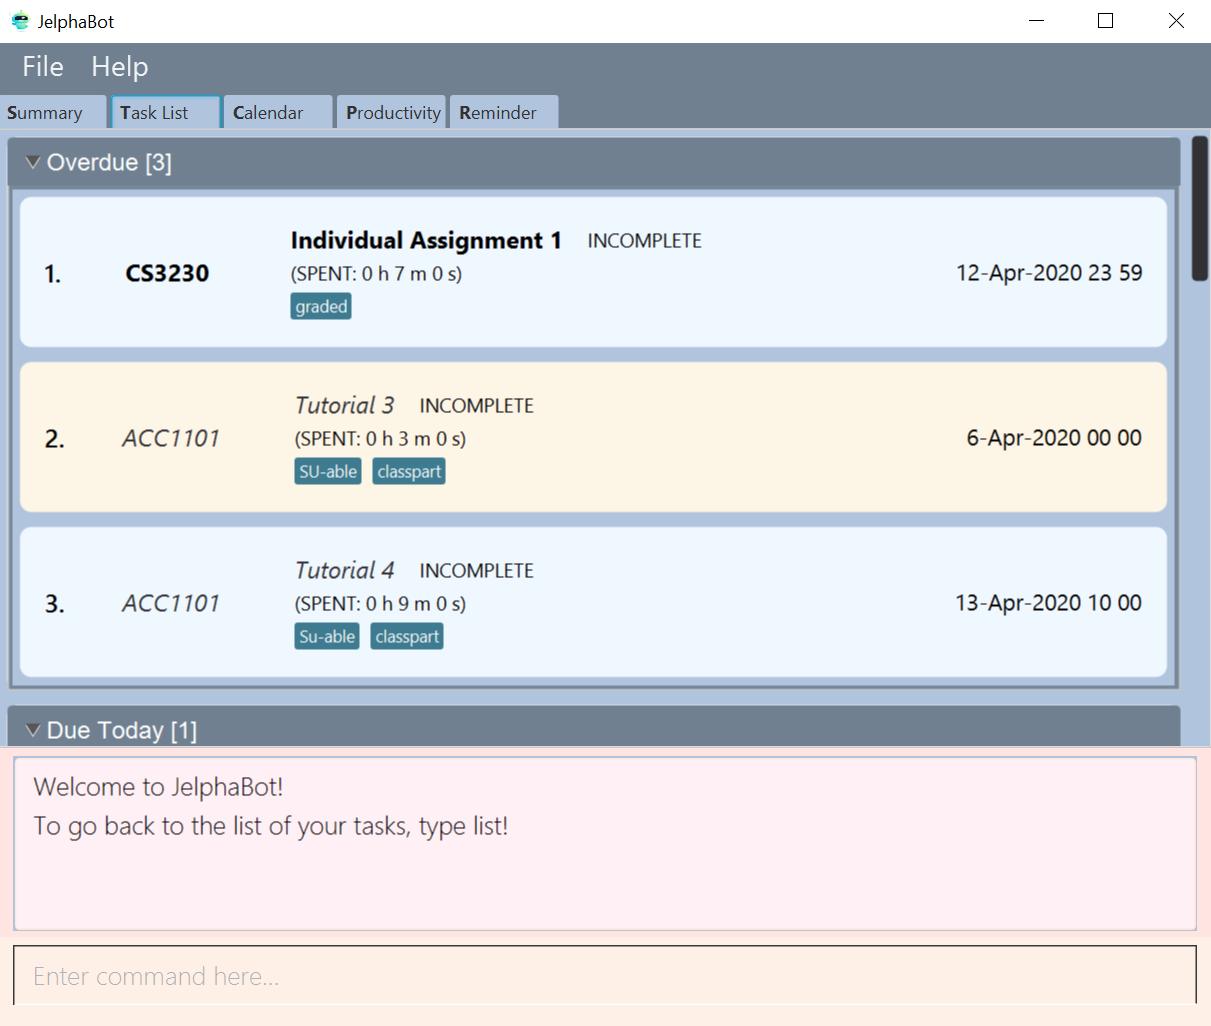 JelphaBot
File Help
Summary Task List Calendar Productivity Reminder
Overdue [3]
Individual Assignment 1 INCOMPLETE
1. CS3230 (SPENT: 0 h 7 m 0 s) 12-Apr-2020 23 59
graded
Tutorial 3 INCOMPLETE
2. ACC1101 (SPENT: 0 h 3 m 0 s) 6-Apr-2020 00 00
SU-able classpart
Tutorial 4 INCOMPLETE
3. ACC1101 (SPENT: 0 h 9 m 0 s) 13-Apr-2020 10 00
Su-able classpart
Due Today [1]
Welcome to JelphaBot!
To go back to the list of your tasks, type list!
Enter command here...